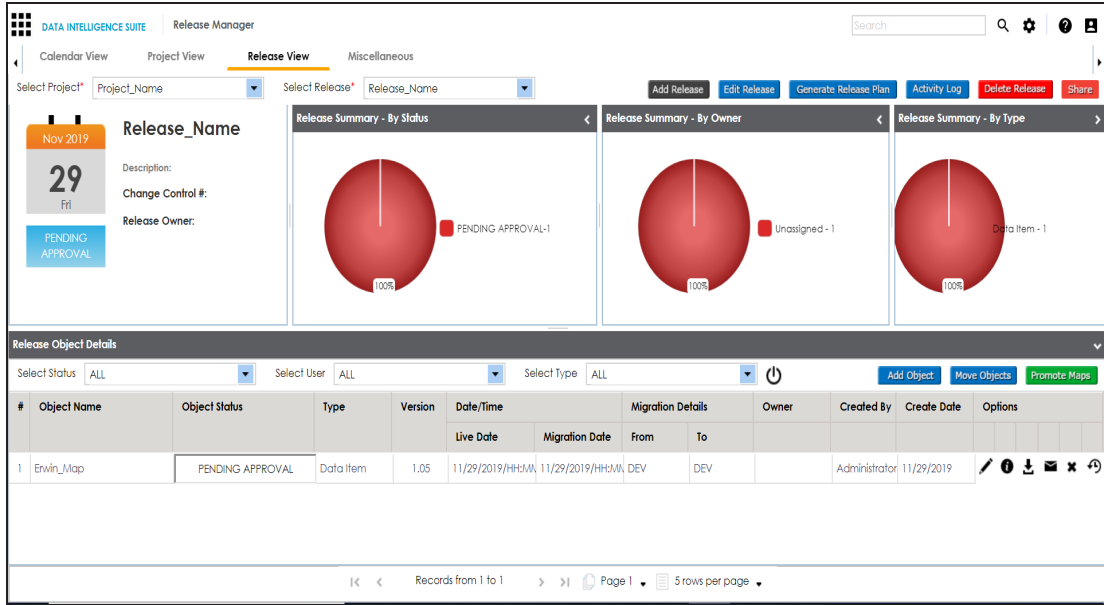 DATA INTELLIGENCE SUITE Release Manager Search
Calendar View Project View Release View Miscellaneous
Select Project* Project_Name Select Release* Release_Name Add Release Edit Release Generate Release Plan Activity Log Delete Release Share
Nov 2019
29
Fri
PENDING
APPROVAL
Release_Name
Description:
Change Control #:
Release Owner:
Release Summary - By Status
PENDING APPROVAL-1
100%
Release Summary - By Owner
Unassigned - 1
100%
Release Summary - By Type
Data Item - 1
100%
Release Object Details
Select Status ALL Select User ALL Select Type ALL Add Object Move Objects Promote Maps
# Object Name Object Status Type Version Date/Time Migration Details Owner Created By Create Date Options
Live Date Migration Date From To
1 Erwin_Map PENDING APPROVAL Data Item 1.05 11/29/2019/HH:MM 11/29/2019/HH:MM DEV DEV Administrator 11/29/2019
Records from 1 to 1 Page 1 5 rows per page